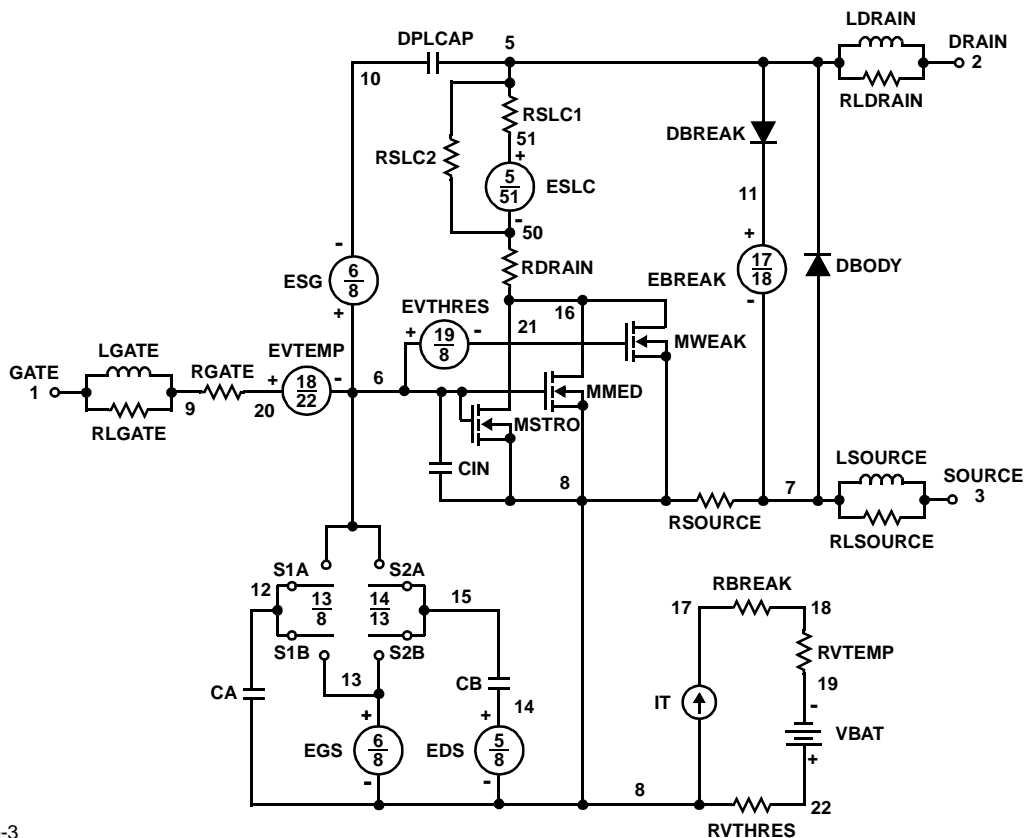 LDRAIN
DPLCAP
5
DRAIN
2
10
RLDRAIN
RSLC1
DBREAK
51
RSLC2
+
5
51
ESLC
11
-
50
-
+
17
18
EBREAK
DBODY
RDRAIN
6
8
ESG
EVTHRES
16
-
+
+
19
8
-
21
MWEAK
LGATE
EVTEMP
GATE
1
RGATE
+
18
22
-
6
MMED
9
20
MSTRO
RLGATE
LSOURCE
CIN
8
7
SOURCE
3
RSOURCE
RLSOURCE
S1A
S2A
12
13
8
14
13
15
RBREAK
17
18
S1B
S2B
RVTEMP
13
CB
19
CA
14
IT
-
+
+
VBAT
EGS
6
8
EDS
5
8
+
-
-
8
22
RVTHRES
-3